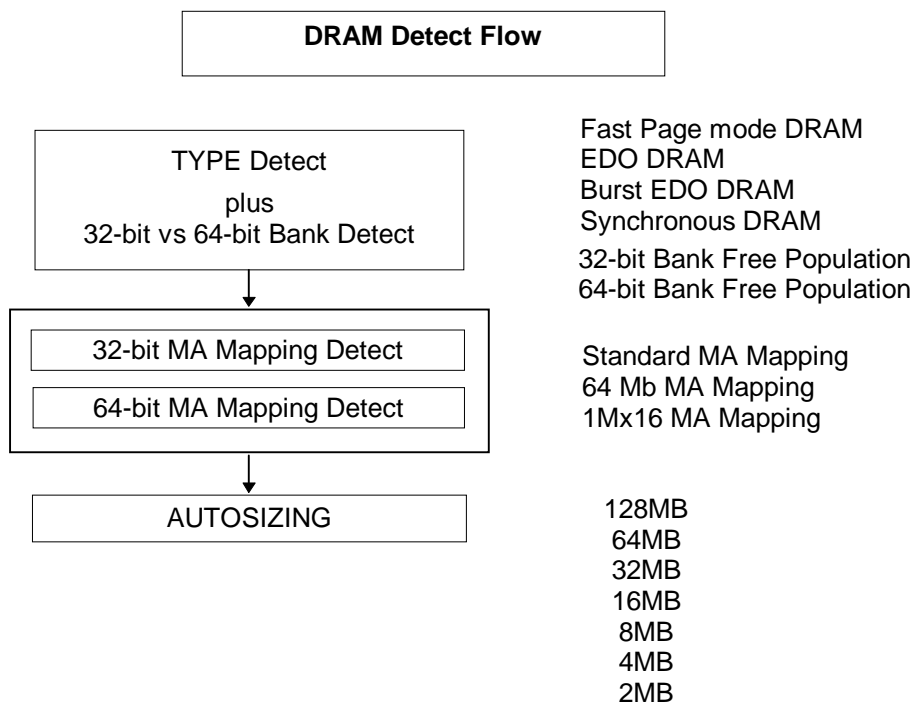 DRAM Detect Flow
TYPE Detect
plus
32-bit vs 64-bit Bank Detect
Fast Page mode DRAM
EDO DRAM
Burst EDO DRAM
Synchronous DRAM
32-bit Bank Free Population
64-bit Bank Free Population
32-bit MA Mapping Detect
64-bit MA Mapping Detect
Standard MA Mapping
64 Mb MA Mapping
1Mx16 MA Mapping
AUTOSIZING
128MB
64MB
32MB
16MB
8MB
4MB
2MB